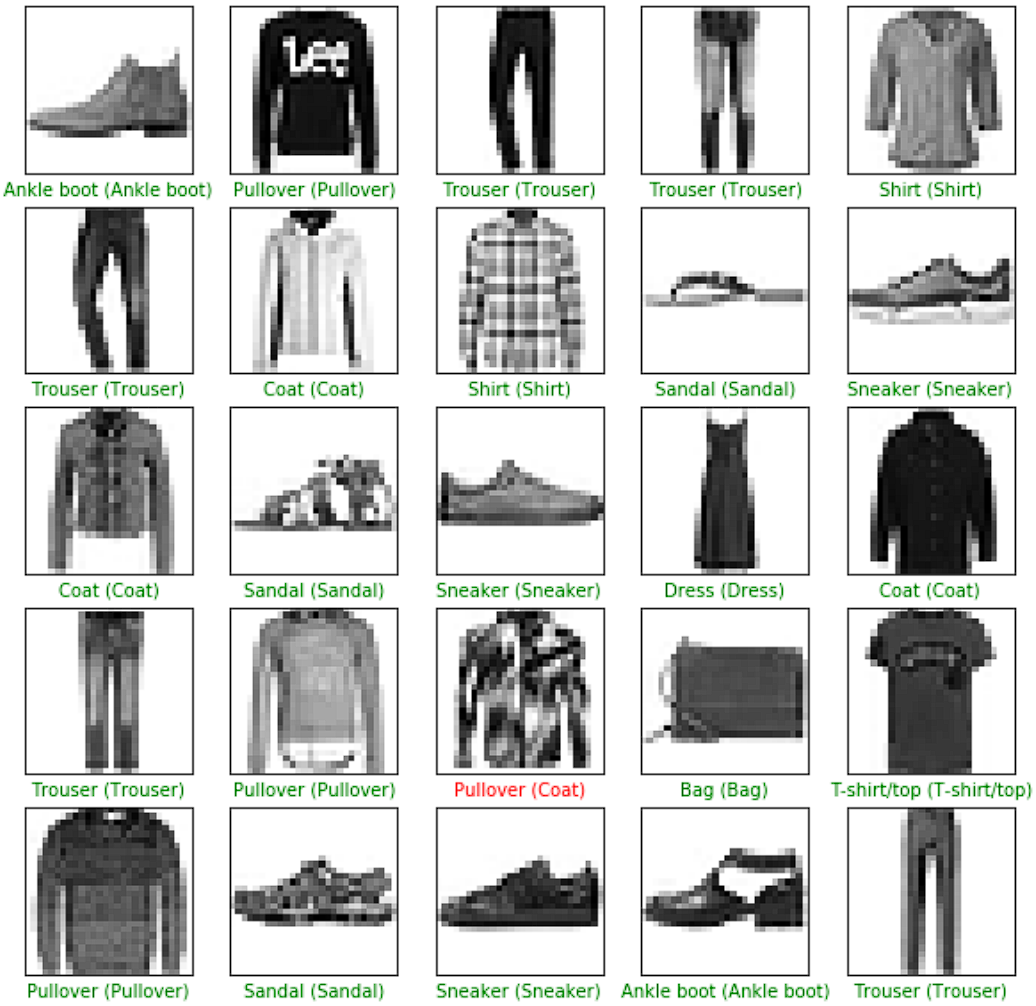 Lee
Ankle boot (Ankle boot) Pullover (Pullover) Trouser (Trouser) Trouser (Trouser) Shirt (Shirt)
Trouser (Trouser) Coat (Coat) Shirt (Shirt) Sandal (Sandal) Sneaker (Sneaker)
Coat (Coat) Sandal (Sandal) Sneaker (Sneaker) Dress (Dress) Coat (Coat)
Trouser (Trouser) Pullover (Pullover) Pullover (Coat) Bag (Bag) T-shirt/top (T-shirt/top)
Pullover (Pullover) Sandal (Sandal) Sneaker (Sneaker) Ankle boot (Ankle boot) Trouser (Trouser)